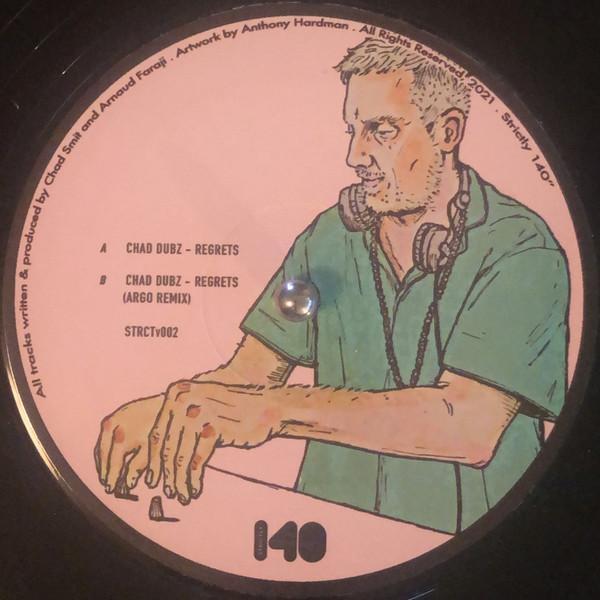 All tracks written & produced by Chad Smit and Arnaud Faraji . Artwork by Anthony Hardman . All Rights Reserved 2021 . Strictly 140"
A CHAD DUBZ - REGRETS
B CHAD DUBZ - REGRETS
(ARGO REMIX)
STRCTV002
140